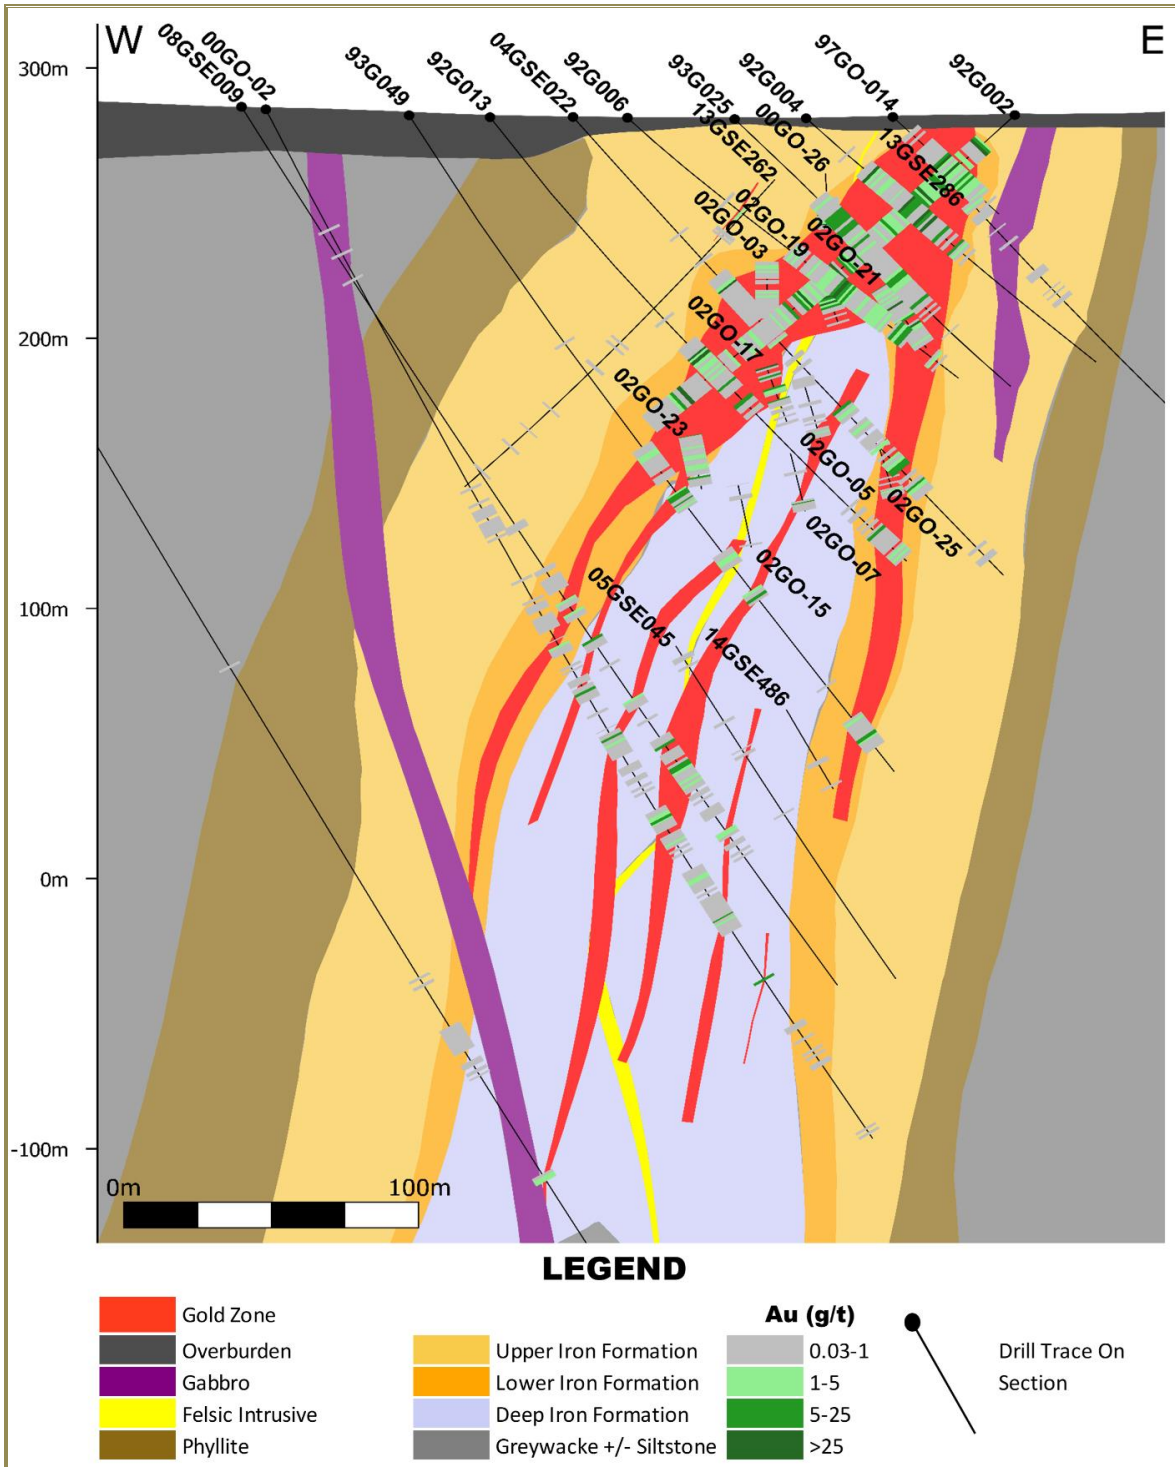 W
E
08GSE009
00GO-02
93G049
92G013
04GSE022
92G006
93G025
92G004
97GO-014
92G002
13GSE262
00GO-26
13GSE286
300m
02GO-03
02GO-19
02GO-21
200m
02GO-17
02GO-23
02GO-05
02GO-25
02GO-07
02GO-15
100m
05GSE045
14GSE486
0m
-100m
0m
100m
LEGEND
Gold Zone
Au (g/t)
Overburden
Upper Iron Formation
0.03-1
Drill Trace On
Gabbro
Lower Iron Formation
1-5
Section
Felsic Intrusive
Deep Iron Formation
5-25
Phyllite
Greywacke +/- Siltstone
>25